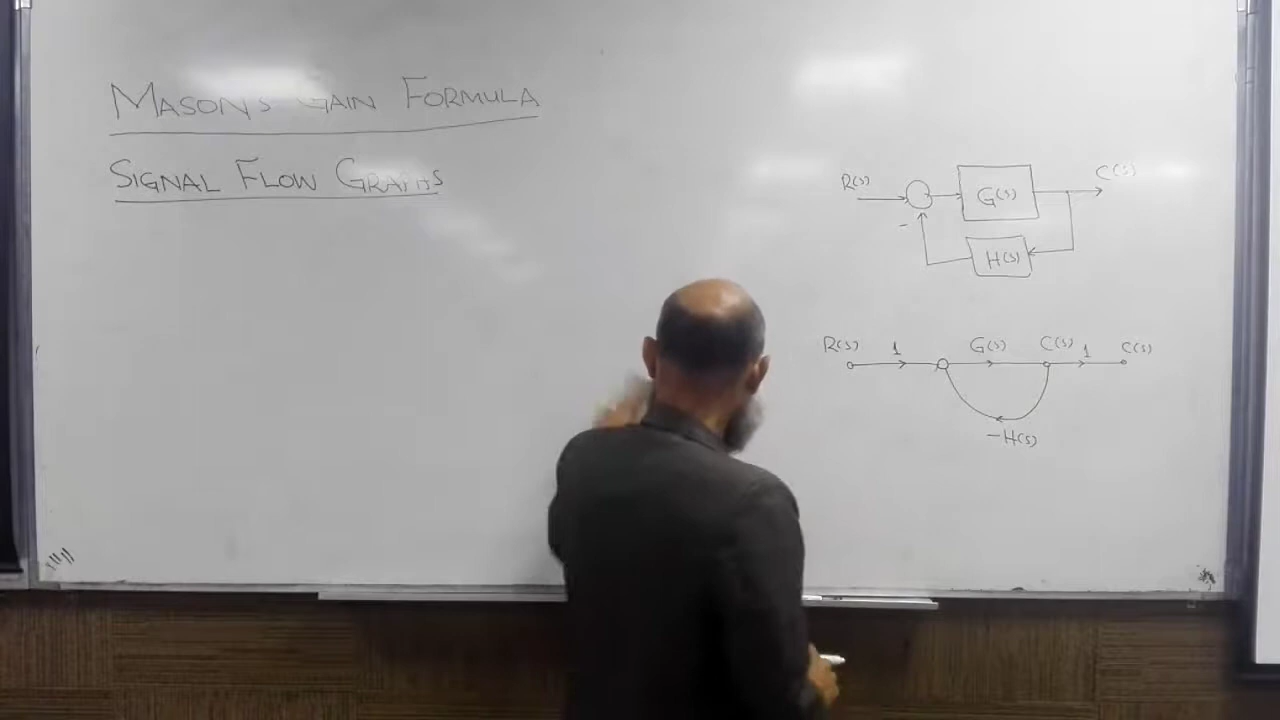 MASON'S GAIN FORMULA
SIGNAL FLOW GRAPHS
R(s) G(s) C(s)
-
H(s)
R(s) 1 G(s) C(s) 1 C(s)
-H(s)